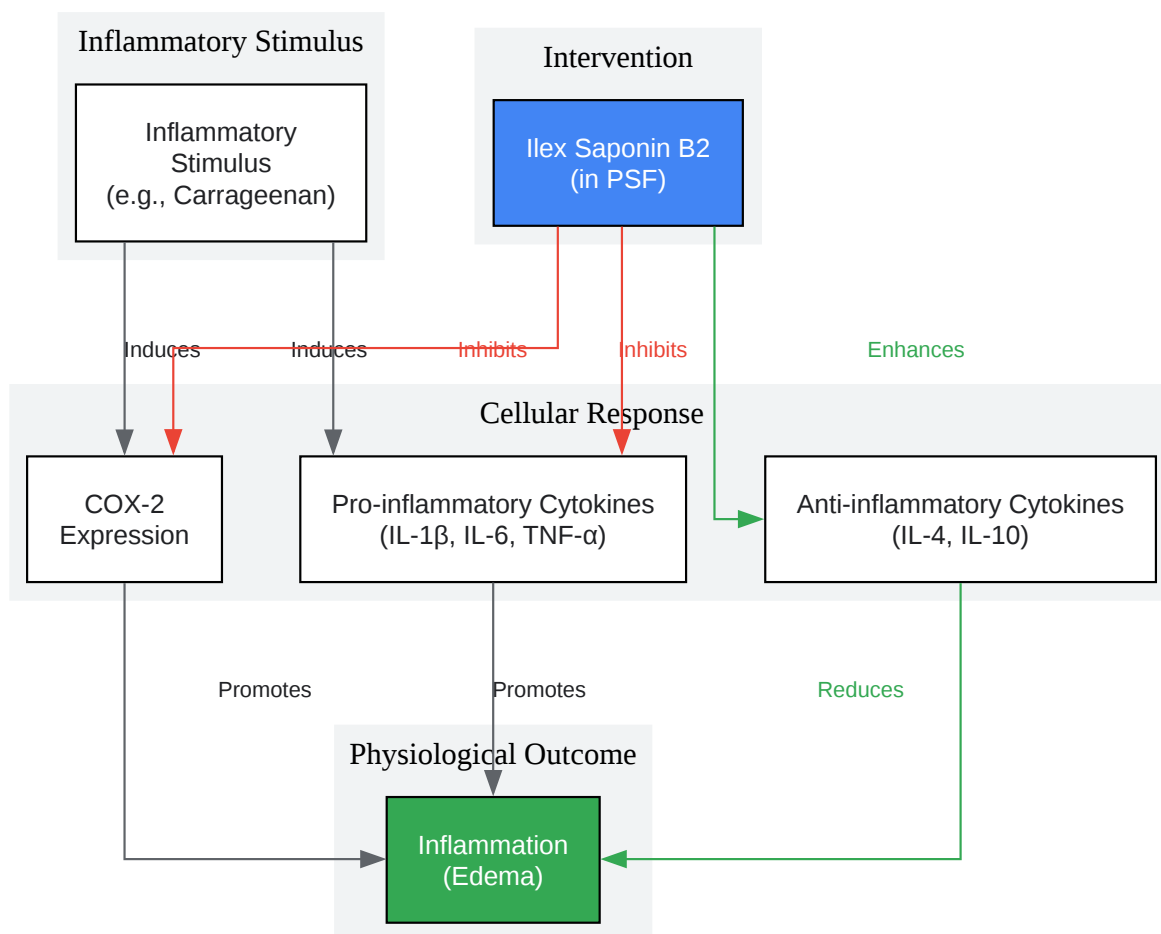 Inflammatory Stimulus
Intervention
Inflammatory
Stimulus
(e.g., Carrageenan)
Ilex Saponin B2
(in PSF)
Induces
Induces
Inhibits
Inhibits
Enhances
Cellular Response
COX-2
Expression
Pro-inflammatory Cytokines
(IL-1β, IL-6, TNF-α)
Anti-inflammatory Cytokines
(IL-4, IL-10)
Promotes
Promotes
Reduces
Physiological Outcome
Inflammation
(Edema)